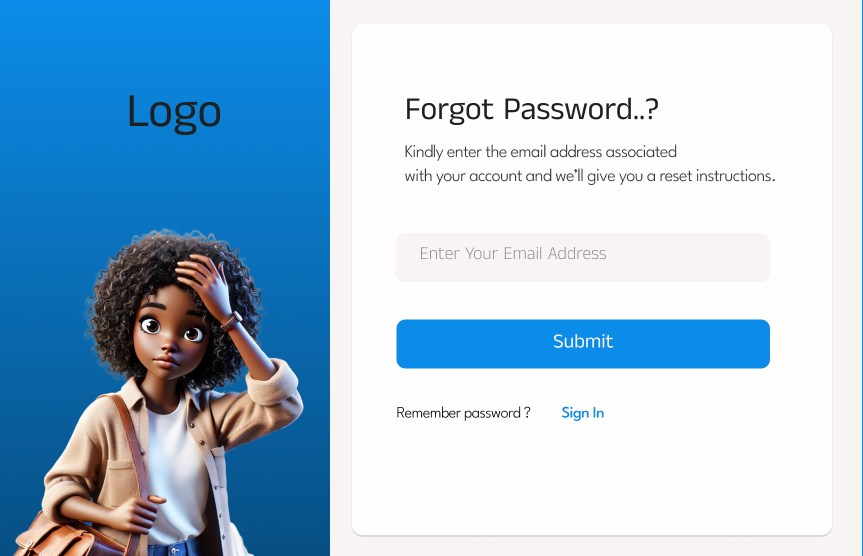 Logo
Forgot Password..?
Kindly enter the email address associated
with your account and we’ll give you a reset instructions.
Enter Your Email Address
Submit
Remember password ? Sign In